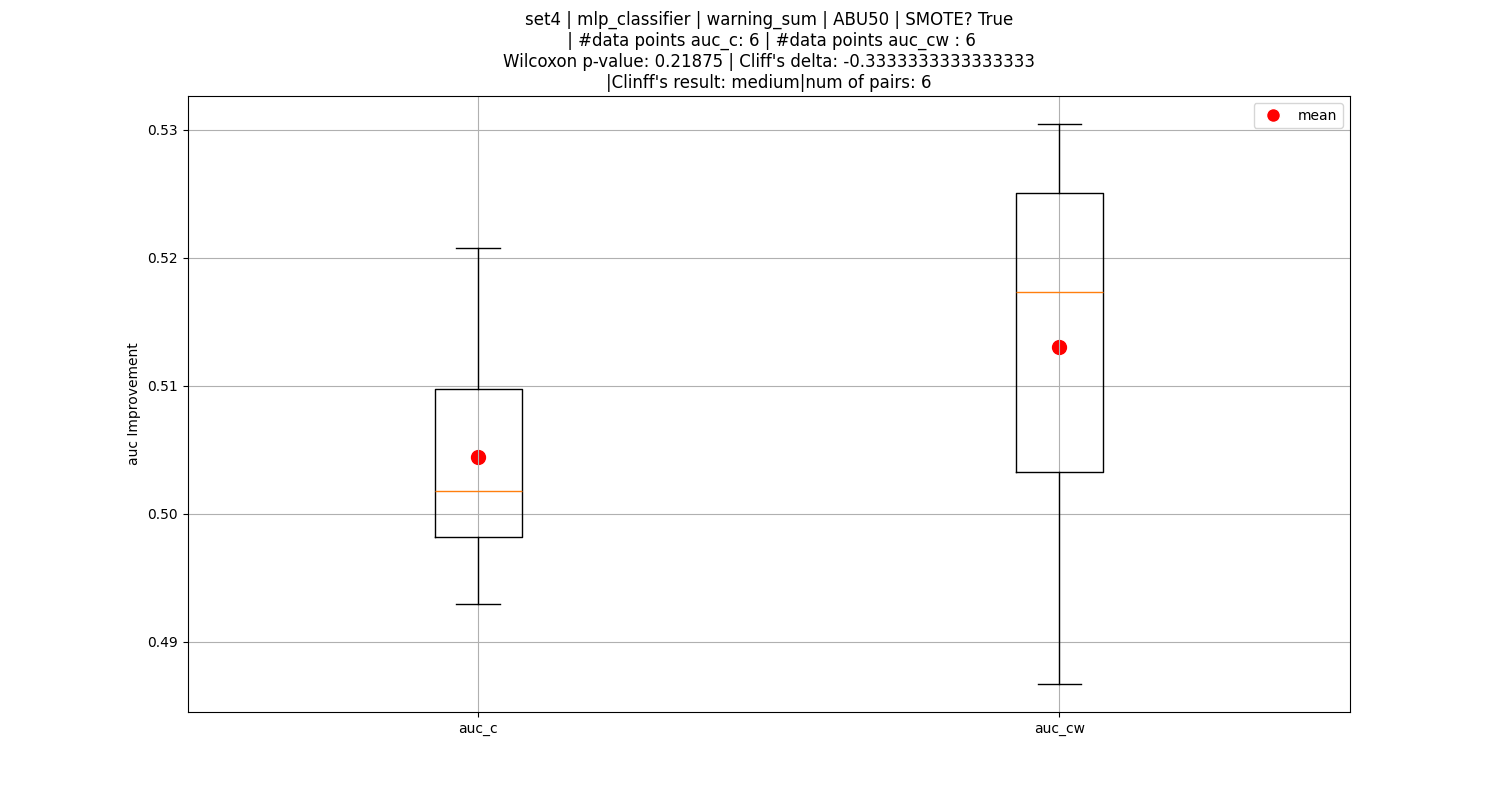 set4 | mlp_classifier | warning_sum | ABU50 | SMOTE? True
| #data points auc_c: 6 | #data points auc_cw : 6
Wilcoxon p-value: 0.21875 | Cliff's delta: -0.3333333333333333
|Clinff's result: medium|num of pairs: 6
mean
0.53
0.52
0.51
0.50
0.49
auc Improvement
auc_c
auc_cw